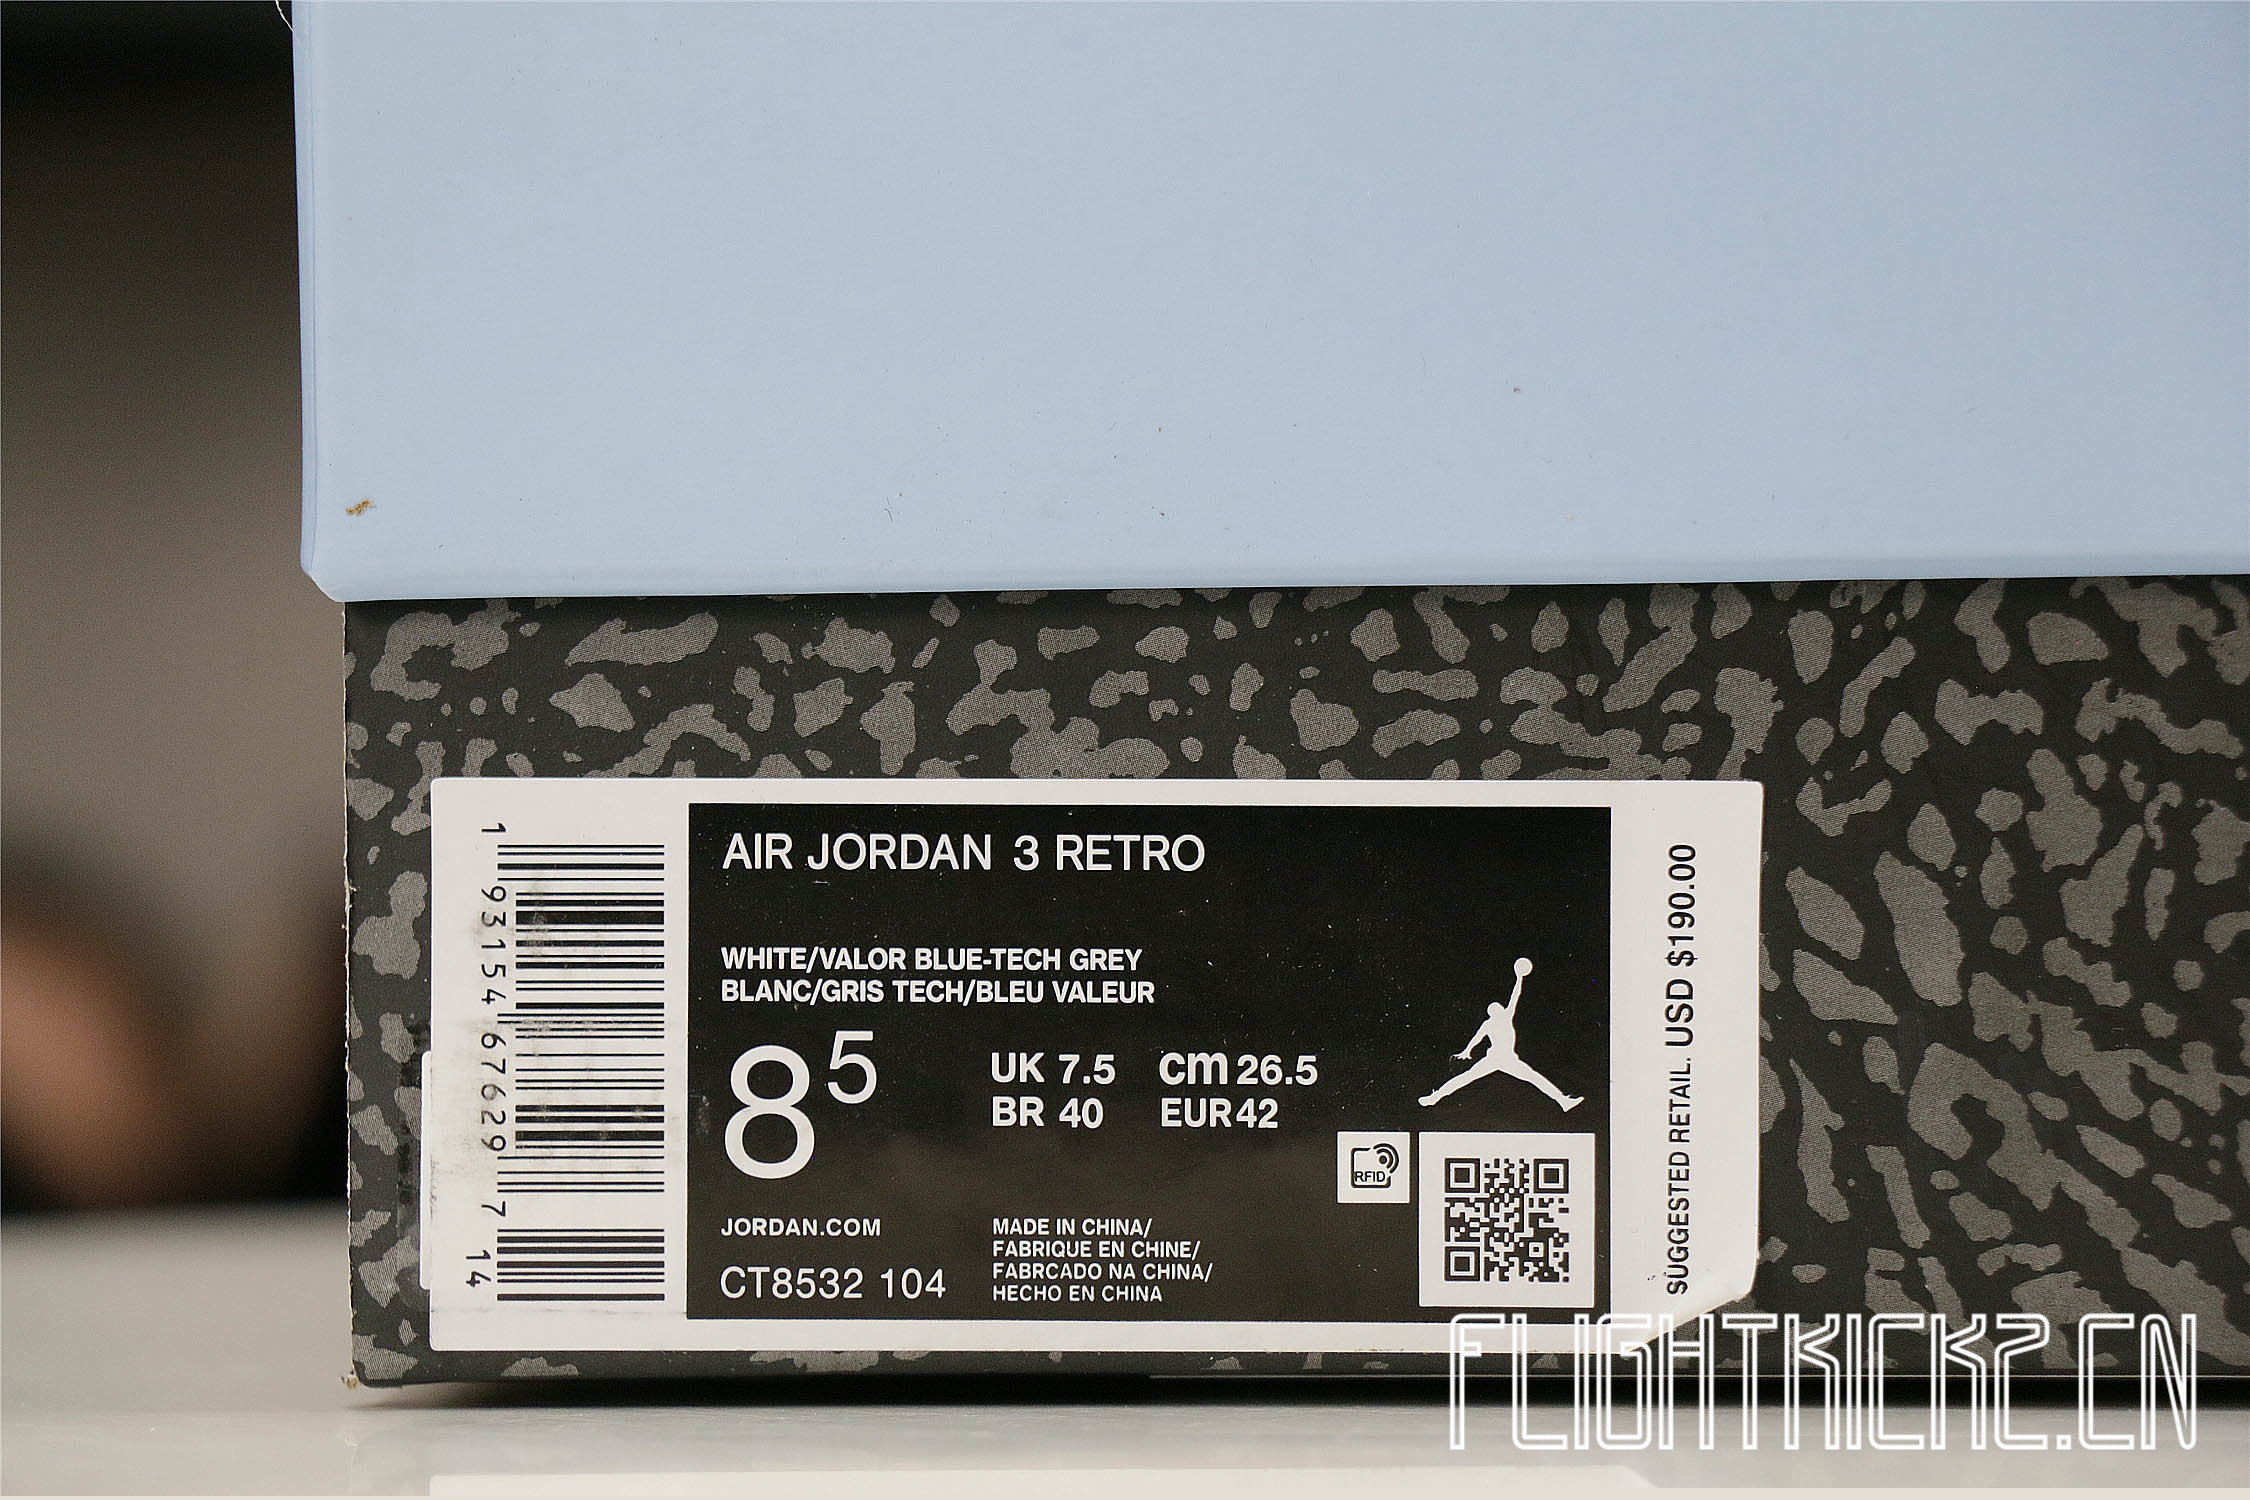 AIR JORDAN 3 RETRO
WHITE/VALOR BLUE-TECH GREY
BLANC/GRIS TECH/BLEU VALEUR
8 5
UK 7.5 cm 26.5
BR 40 EUR 42
RFID
JORDAN.COM
CT8532 104
MADE IN CHINA/
FABRIQUE EN CHINE/
FABRCADO NA CHINA/
HECHO EN CHINA
1 93154 67629 7 14
SUGGESTED RETAIL. USD $190.00
FLIGHTKICKZ.CN